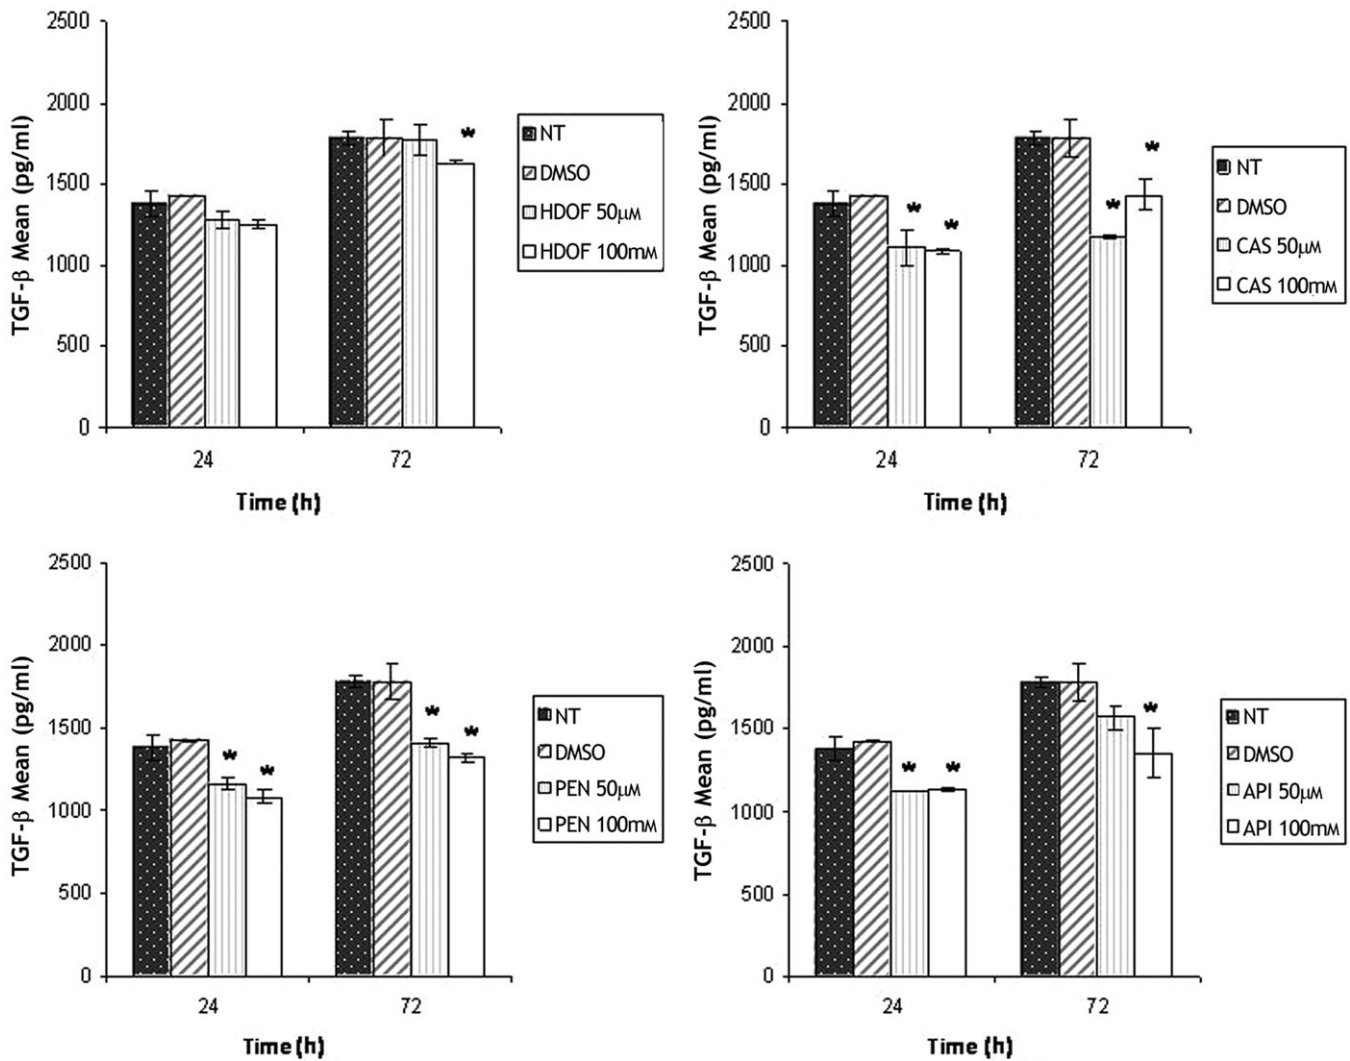 2500
2000
1500
1000
500
0
TGF-β Mean (pg/ml)
24
72
Time (h)
*
NT
DMSO
HDOF 50μM
HDOF 100mM
2500
2000
1500
1000
500
0
TGF-β Mean (pg/ml)
24
72
Time (h)
*
*
*
*
NT
DMSO
CAS 50μM
CAS 100mM
2500
2000
1500
1000
500
0
TGF-β Mean (pg/ml)
24
72
Time (h)
*
*
*
*
NT
DMSO
PEN 50μM
PEN 100mM
2500
2000
1500
1000
500
0
TGF-β Mean (pg/ml)
24
72
Time (h)
*
*
*
NT
DMSO
API 50μM
API 100mM